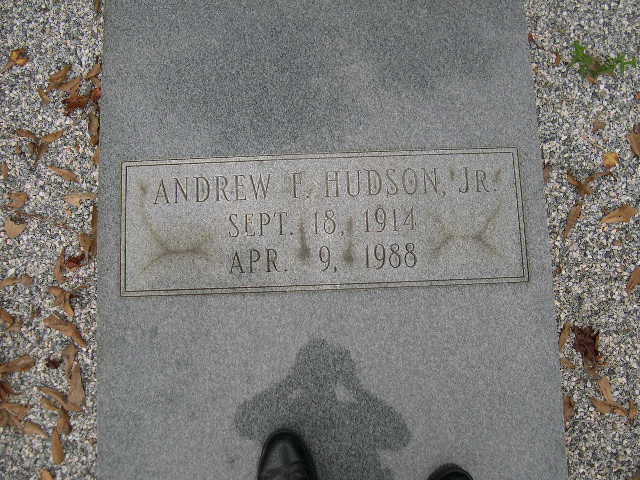 ANDREW F. HUDSON, JR.
SEPT. 18, 1914
APR. 9, 1988